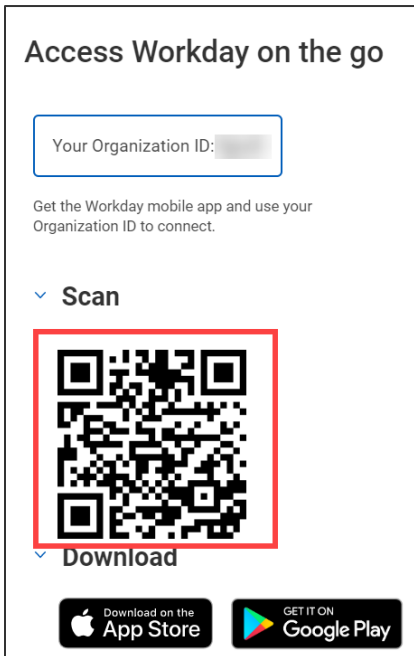 Access Workday on the go
Your Organization ID:
Get the Workday mobile app and use your
Organization ID to connect.
Scan
Download
Download on the
App Store
GET IT ON
Google Play